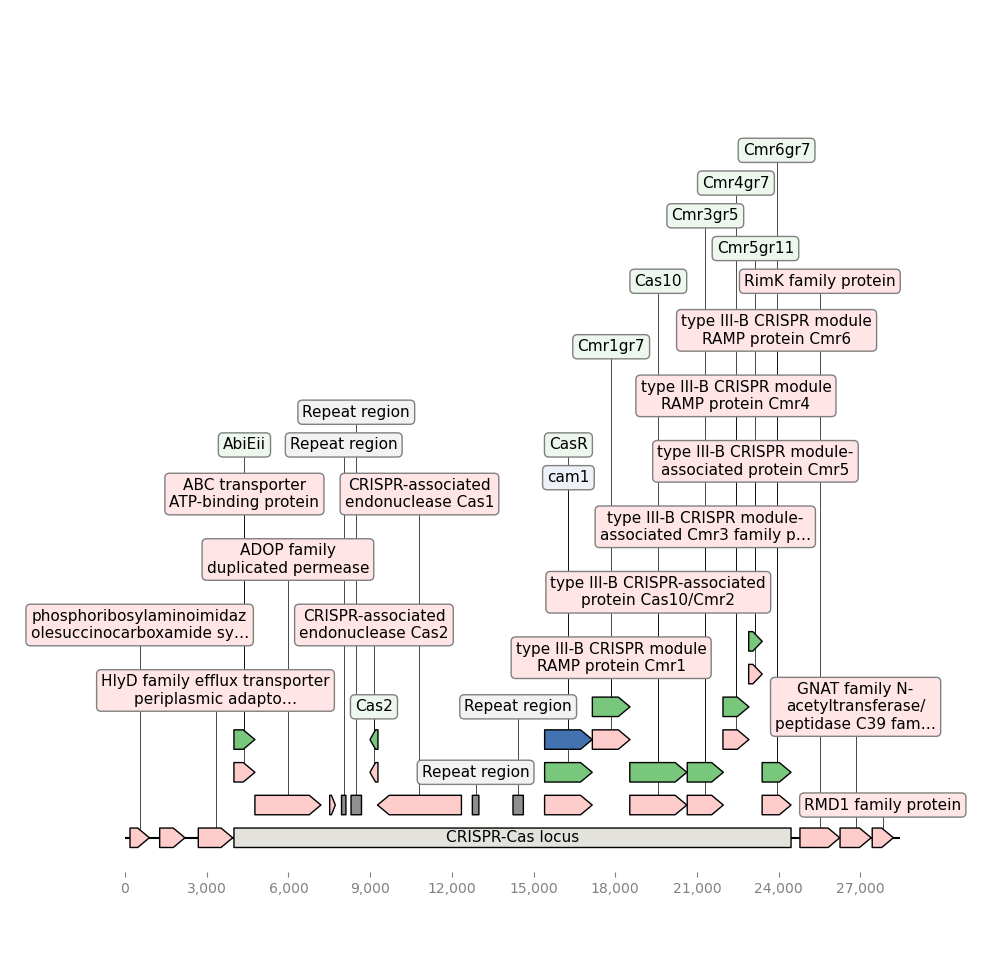 Cmr6gr7
Cmr4gr7
Cmr3gr5
Cmr5gr11
Cas10
RimK family protein
type III-B CRISPR module
RAMP protein Cmr6
Cmr1gr7
type III-B CRISPR module
RAMP protein Cmr4
Repeat region
AbiEii
Repeat region
CasR
type III-B CRISPR module-
associated protein Cmr5
cam1
ABC transporter
ATP-binding protein
CRISPR-associated
endonuclease Cas1
type III-B CRISPR module-
associated Cmr3 family p…
ADOP family
duplicated permease
type III-B CRISPR-associated
protein Cas10/Cmr2
phosphoribosylaminoimidaz
olesuccinocarboxamide sy…
CRISPR-associated
endonuclease Cas2
type III-B CRISPR module
RAMP protein Cmr1
HlyD family efflux transporter
periplasmic adapto…
GNAT family N-
acetyltransferase/
peptidase C39 fam…
Cas2
Repeat region
Repeat region
RMD1 family protein
CRISPR-Cas locus
0
3,000
6,000
9,000
12,000
15,000
18,000
21,000
24,000
27,000